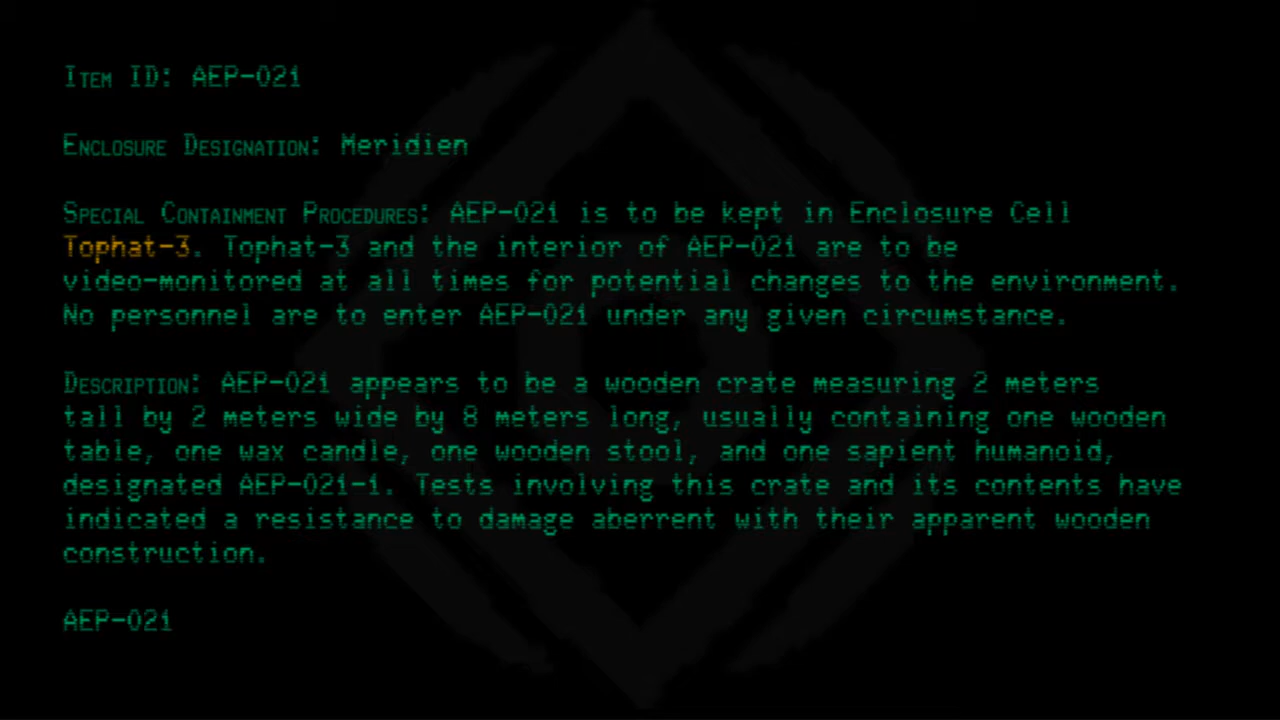 Item ID: AEP-021
Enclosure Designation: Meridien
Special Containment Procedures: AEP-021 is to be kept in Enclosure Cell
Tophat-3. Tophat-3 and the interior of AEP-021 are to be
video-monitored at all times for potential changes to the environment.
No personnel are to enter AEP-021 under any given circumstance.
Description: AEP-021 appears to be a wooden crate measuring 2 meters
tall by 2 meters wide by 8 meters long, usually containing one wooden
table, one wax candle, one wooden stool, and one sapient humanoid,
designated AEP-021-1. Tests involving this crate and its contents have
indicated a resistance to damage aberrent with their apparent wooden
construction.
AEP-021